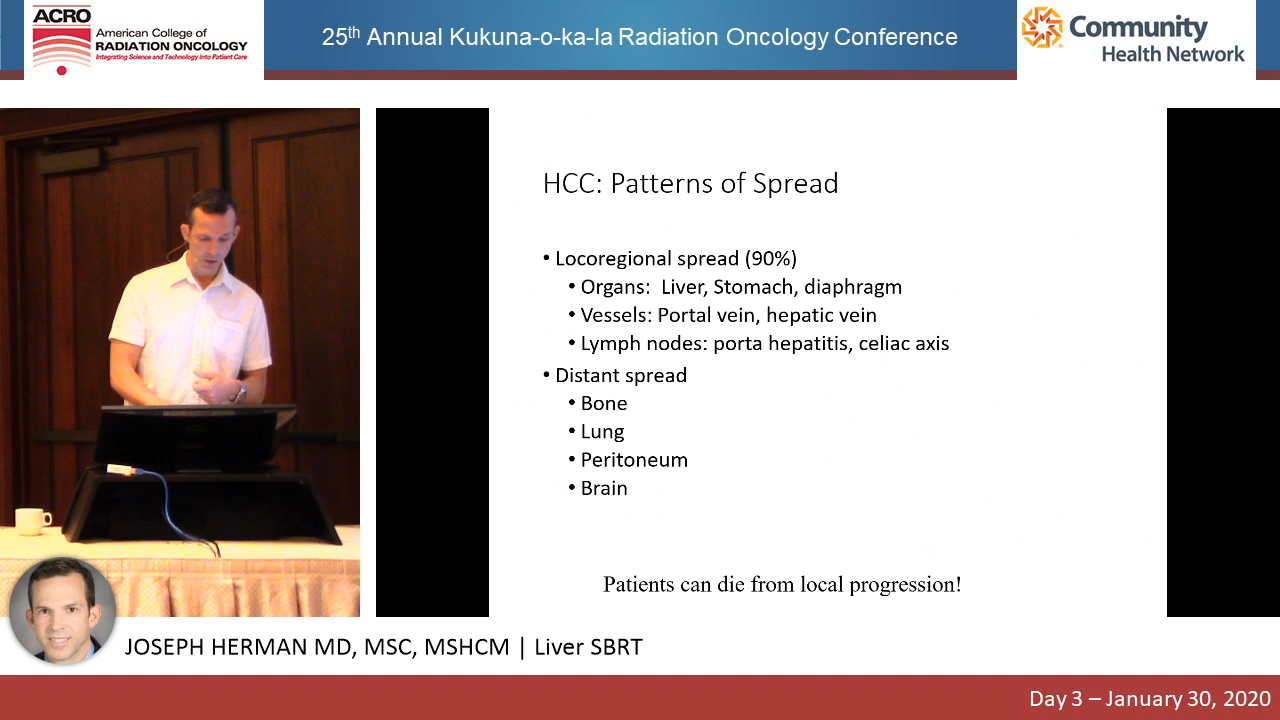 ACRO
American College of
RADIATION ONCOLOGY
Integrating Science and Technology Into Patient Care
25th Annual Kukuna-o-ka-la Radiation Oncology Conference
Community
Health Network
HCC: Patterns of Spread
• Locoregional spread (90%)
• Organs: Liver, Stomach, diaphragm
• Vessels: Portal vein, hepatic vein
• Lymph nodes: porta hepatitis, celiac axis
• Distant spread
• Bone
• Lung
• Peritoneum
• Brain
Patients can die from local progression!
JOSEPH HERMAN MD, MSC, MSHCM | Liver SBRT
Day 3 – January 30, 2020